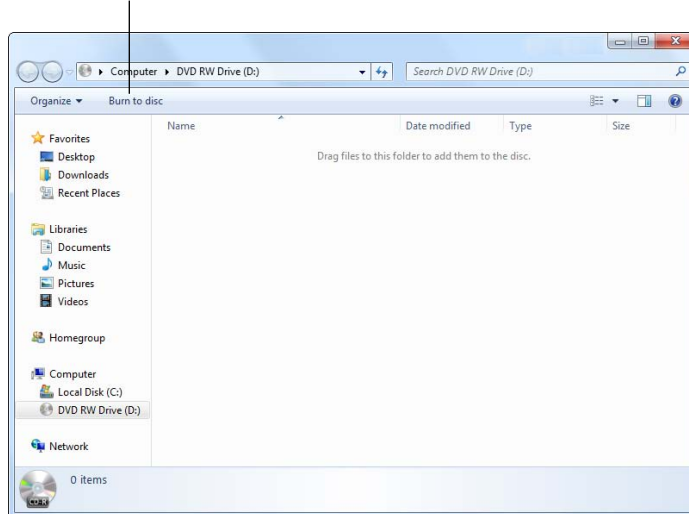 Computer ▸ DVD RW Drive (D:)
Search DVD RW Drive (D:)
Organize
Burn to disc
Name
Date modified
Type
Size
Drag files to this folder to add them to the disc.
Favorites
Desktop
Downloads
Recent Places
Libraries
Documents
Music
Pictures
Videos
Homegroup
Computer
Local Disk (C:)
DVD RW Drive (D:)
Network
0 items
CD-R